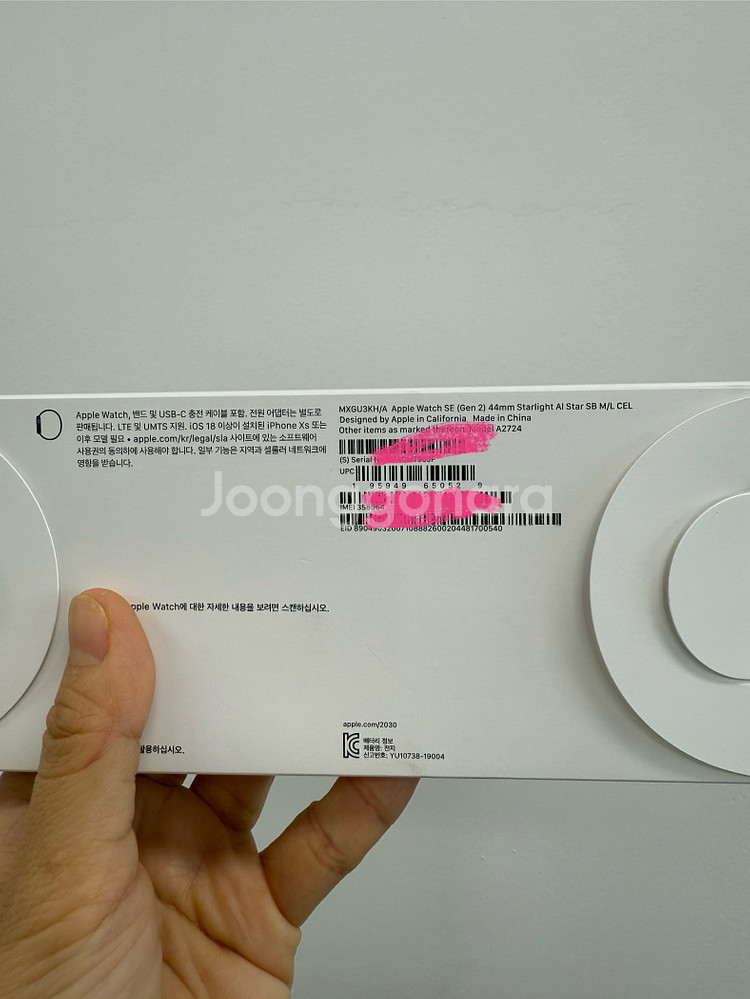 Apple Watch, 밴드 및 USB-C 충전 케이블 포함. 전원 어댑터는 별도로
판매됩니다. LTE 및 UMTS 지원. iOS 18 이상이 설치된 iPhone Xs 또는
이후 모델 필요 • apple.com/kr/legal/sla 사이트에 있는 소프트웨어
사용권의 동의하에 사용해야 합니다. 일부 기능은 지역과 셀룰러 네트워크에
영향을 받습니다.
MXGU3KH/A Apple Watch SE (Gen 2) 44mm Starlight Al Star SB M/L CEL
Designed by Apple in California Made in China
Other items as marked thereon Model A2724
(S) Serial
UPC
1 95949 65052 9
IMEI
EID
Joonggonara
Apple Watch에 대한 자세한 내용을 보려면 스캔하십시오.
활용하십시오.
apple.com/2030
배터리 정보
제품명: 전지
신고번호: YU10738-19004